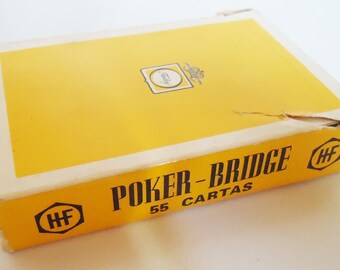 HF POKER-BRIDGE HF
55 CARTAS